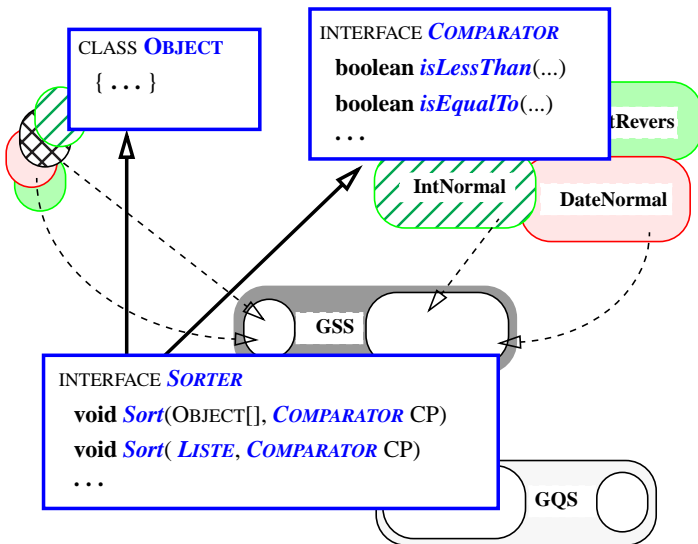 CLASS OBJECT
{ . . . }
INTERFACE COMPARATOR
boolean isLessThan(...)
boolean isEqualTo(...)
. . .
tRevers
IntNormal
DateNormal
GSS
INTERFACE SORTER
void Sort(OBJECT[], COMPARATOR CP)
void Sort( LISTE, COMPARATOR CP)
. . .
GQS